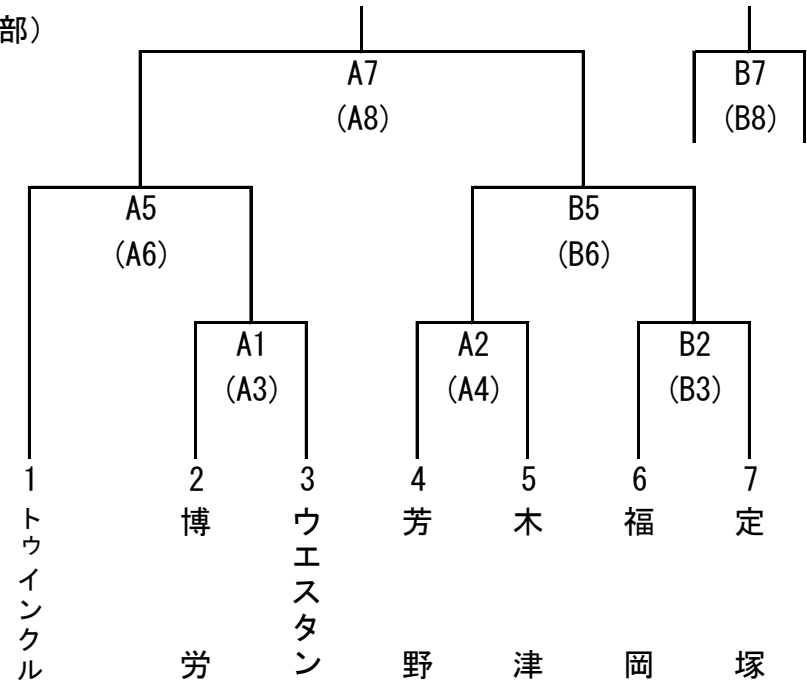 部)
A7
B7
(A8)
(B8)
A5
B5
(A6)
(B6)
A1
A2
B2
(A3)
(A4)
(B3)
1
2
3
4
5
6
7
トゥインクル
博労
ウエスタン
芳野
木津
福岡
定塚